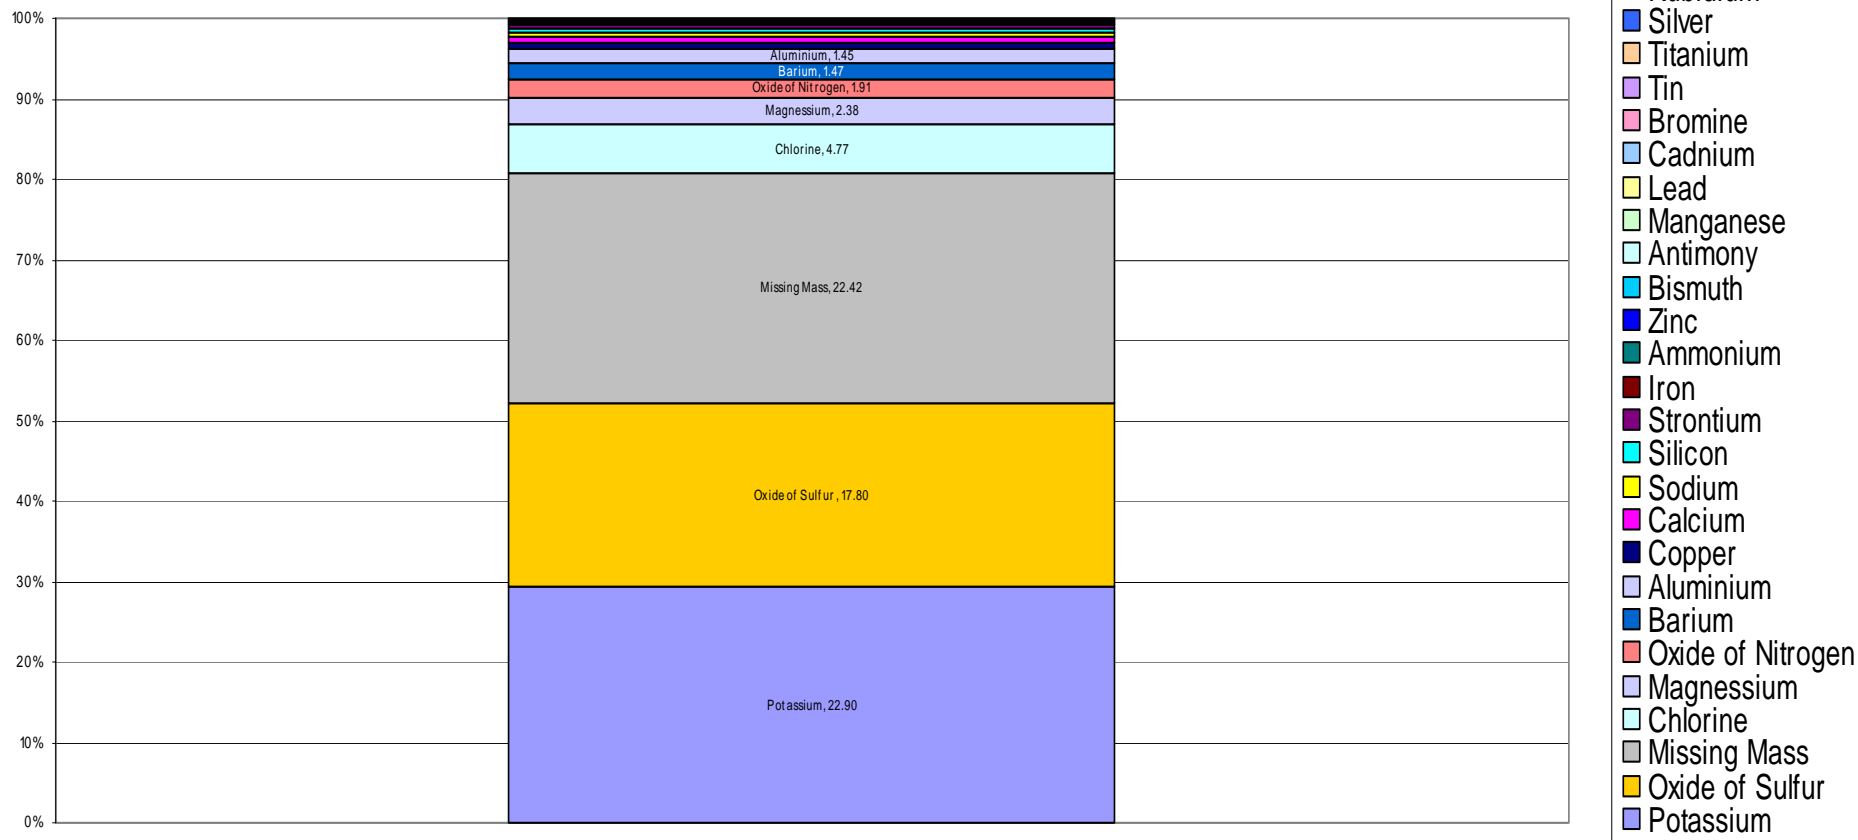 100%
90%
80%
70%
60%
50%
40%
30%
20%
10%
0%
Aluminium, 1.45
Barium, 1.47
Oxide of Nitrogen, 1.91
Magnessium, 2.38
Chlorine, 4.77
Missing Mass, 22.42
Oxide of Sulfur , 17.80
Potassium, 22.90
Silver
Titanium
Tin
Bromine
Cadnium
Lead
Manganese
Antimony
Bismuth
Zinc
Ammonium
Iron
Strontium
Silicon
Sodium
Calcium
Copper
Aluminium
Barium
Oxide of Nitrogen
Magnessium
Chlorine
Missing Mass
Oxide of Sulfur
Potassium